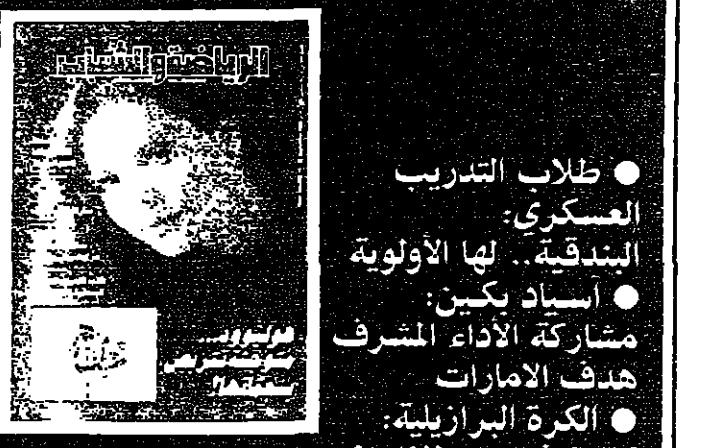 الرياضة والشباب
● طلاب التدريب
العسكري:
البندقية.. لها الأولوية
● آسياد بكين:
مشاركة الأداء المشرف
هدف الامارات
● الكرة البرازيلية: